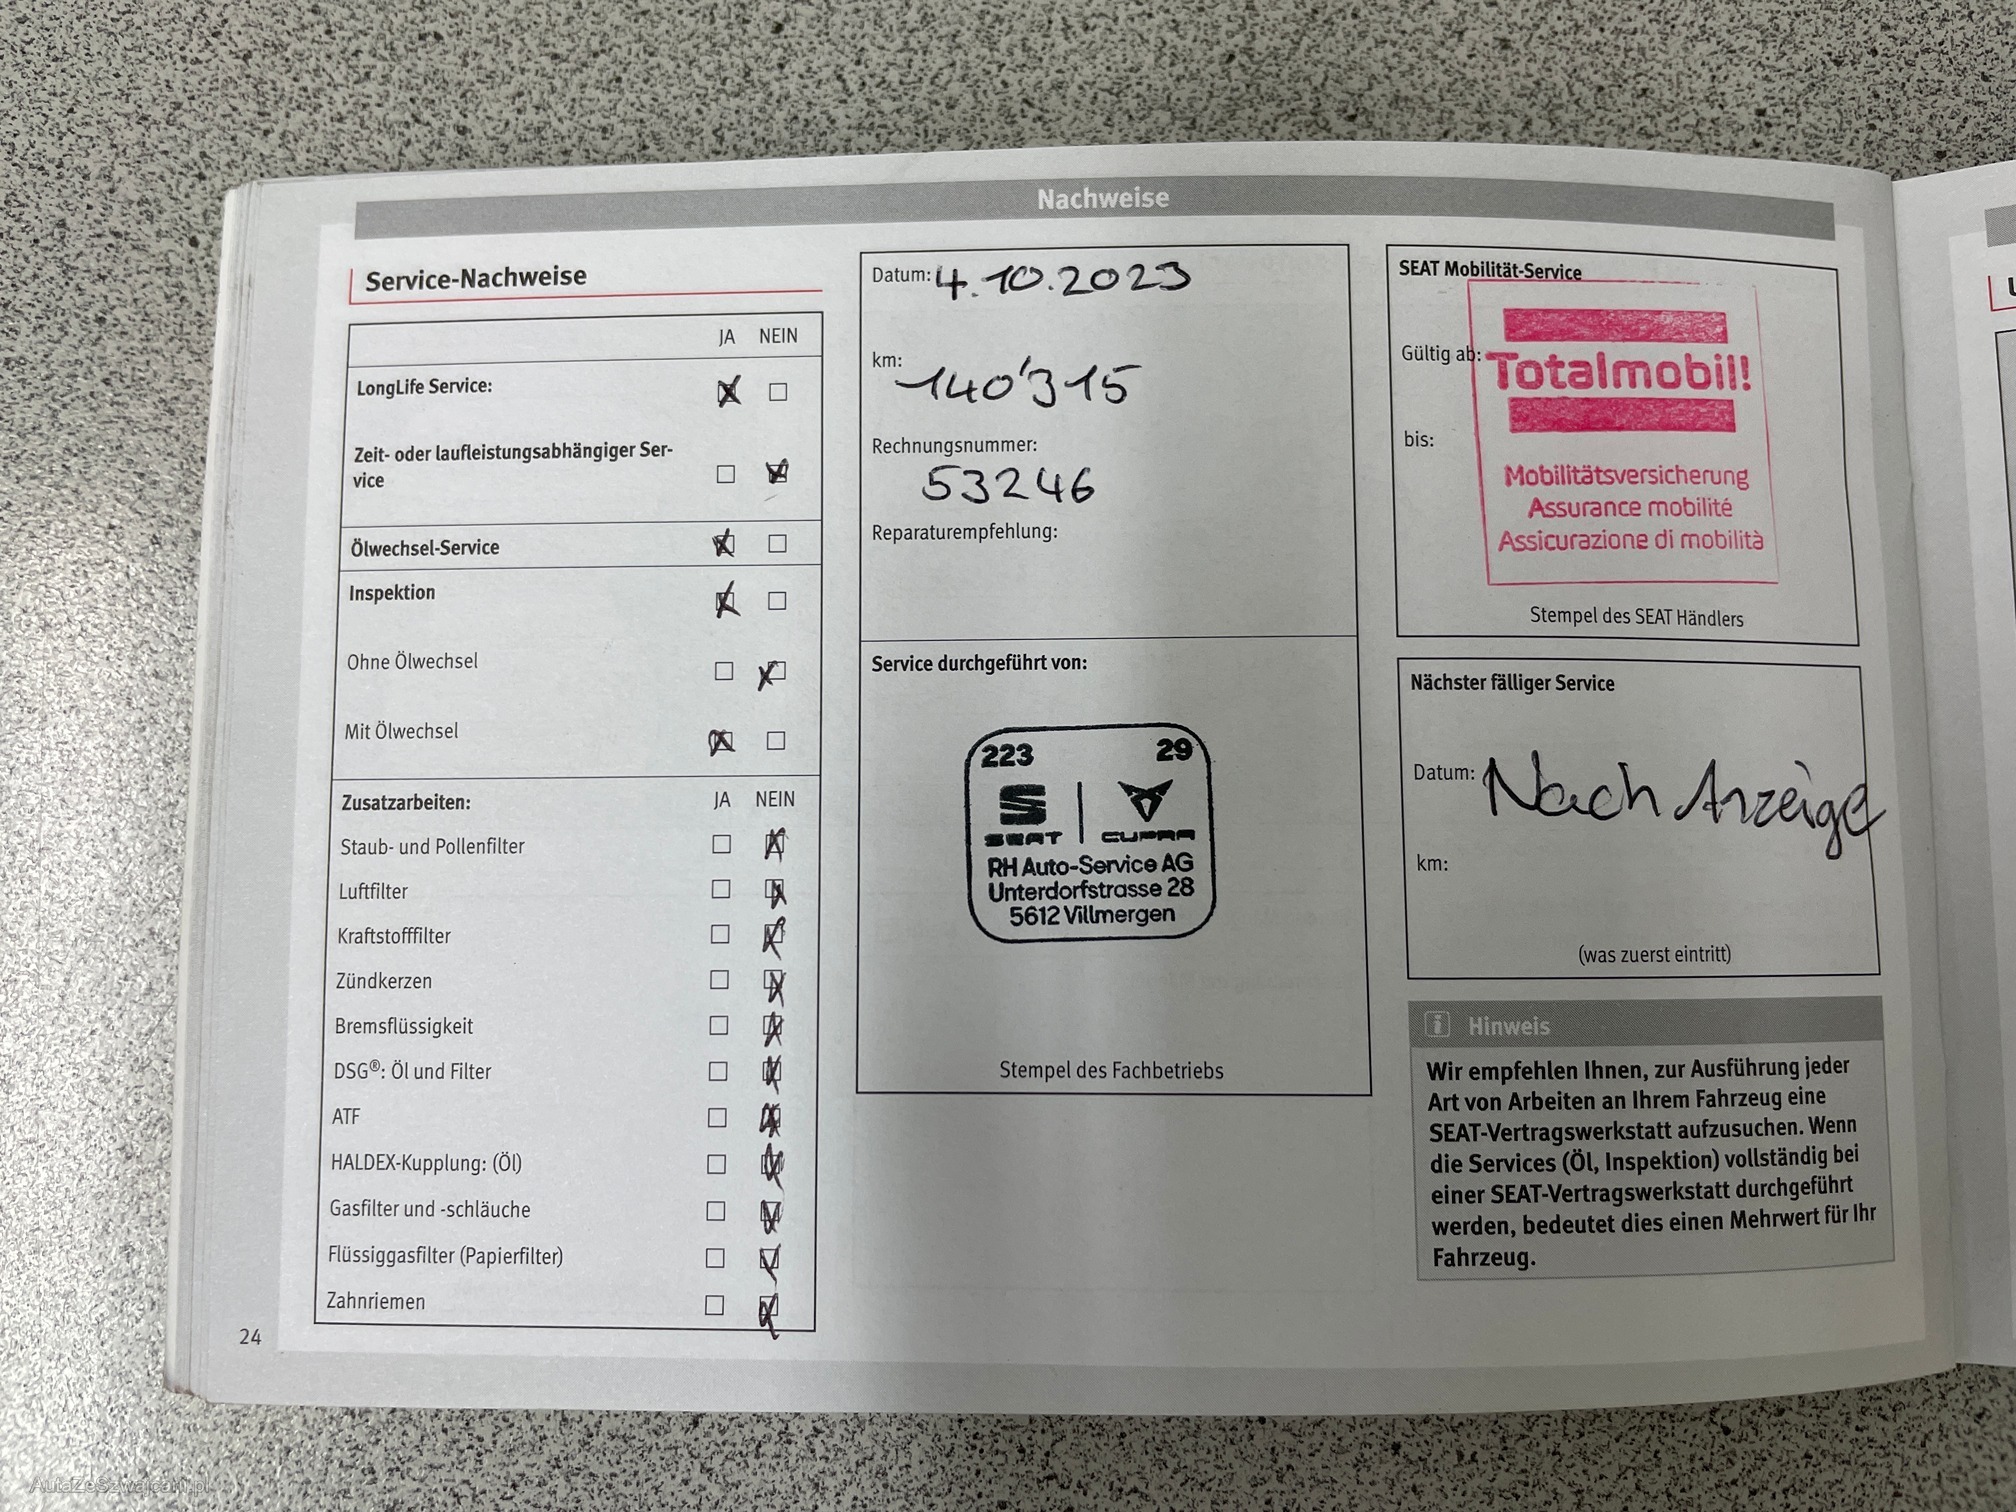 Nachweise
Service-Nachweise
JA NEIN
LongLife Service:
Zeit- oder laufleistungsabhängiger Ser-
vice
Ölwechsel-Service
Inspektion
Ohne Ölwechsel
Mit Ölwechsel
Zusatzarbeiten: JA NEIN
Staub- und Pollenfilter
Luftfilter
Kraftstofffilter
Zündkerzen
Bremsflüssigkeit
DSG®: Öl und Filter
ATF
HALDEX-Kupplung: (Öl)
Gasfilter und -schläuche
Flüssiggasfilter (Papierfilter)
Zahnriemen
24
Datum: 4.10.2023
km:
140'315
Rechnungsnummer:
53246
Reparaturempfehlung:
Service durchgeführt von:
223 29
SEAT CUPRA
RH Auto-Service AG
Unterdorfstrasse 28
5612 Villmergen
Stempel des Fachbetriebs
SEAT Mobilität-Service
Gültig ab:
Totalmobil!
bis:
Mobilitätsversicherung
Assurance mobilité
Assicurazione di mobilità
Stempel des SEAT Händlers
Nächster fälliger Service
Datum: Nach Anzeige
km:
(was zuerst eintritt)
i Hinweis
Wir empfehlen Ihnen, zur Ausführung jeder
Art von Arbeiten an Ihrem Fahrzeug eine
SEAT-Vertragswerkstatt aufzusuchen. Wenn
die Services (Öl, Inspektion) vollständig bei
einer SEAT-Vertragswerkstatt durchgeführt
werden, bedeutet dies einen Mehrwert für Ihr
Fahrzeug.
AutaZeSzwajcarii.pl